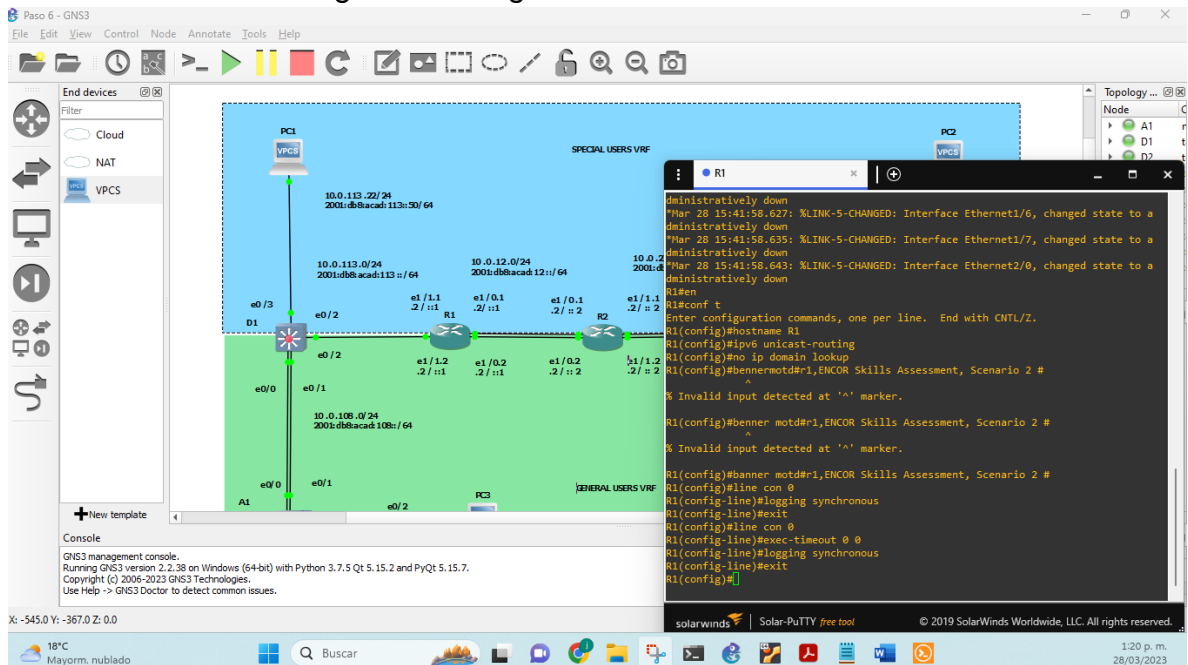 Paso 6 - GNS3
File Edit View Control Node Annotate Tools Help
End devices
Filter
Cloud
NAT
VPCS
New template
PC1
VPCS
SPECIAL USERS VRF
PC2
VPCS
10.0.113 .22/ 24
2001:db8:acad: 113:: 50/ 64
10.0.113.0/24
2001:db8:acad:113 :: / 64
10 .0.12.0/24
2001:db8:acad: 12::/ 64
10 .0.2
2001:d
e0 /3
D1
e0/2
e1 / 1.1
.2 / ::1
R1
e1 / 0.1
.2/ ::1
e1 / 0.1
.2/ :: 2
R2
e1/ 1.1
.2/ :: 2
e0/2
e1/ 1.2
.2/ ::1
e1 /0.2
.2 / ::1
e1 /0.2
.2/ :: 2
e1/ 1.2
.2/ :: 2
e0/0
e0 /1
10 .0.108 .0/ 24
2001: db8:acad: 108:: / 64
e0/ 0
e0/1
A1
e0/ 2
PC3
GENERAL USERS VRF
Topology ...
Node
A1
D1
D2
R1
dministratively down
*Mar 28 15:41:58.627: %LINK-5-CHANGED: Interface Ethernet1/6, changed state to a
dministratively down
*Mar 28 15:41:58.635: %LINK-5-CHANGED: Interface Ethernet1/7, changed state to a
dministratively down
*Mar 28 15:41:58.643: %LINK-5-CHANGED: Interface Ethernet2/0, changed state to a
dministratively down
R1#en
R1#conf t
Enter configuration commands, one per line.  End with CNTL/Z.
R1(config)#hostname R1
R1(config)#ipv6 unicast-routing
R1(config)#no ip domain lookup
R1(config)#bennermotd#r1,ENCOR Skills Assessment, Scenario 2 #
^
% Invalid input detected at '^' marker.
R1(config)#benner motd#r1,ENCOR Skills Assessment, Scenario 2 #
^
% Invalid input detected at '^' marker.
R1(config)#banner motd#r1,ENCOR Skills Assessment, Scenario 2 #
R1(config)#line con 0
R1(config-line)#logging synchronous
R1(config-line)#exit
R1(config)#line con 0
R1(config-line)#exec-timeout 0 0
R1(config-line)#logging synchronous
R1(config-line)#exit
R1(config)#
solarwinds Solar-PuTTY free tool © 2019 SolarWinds Worldwide, LLC. All rights reserved.
Console
GNS3 management console.
Running GNS3 version 2.2.38 on Windows (64-bit) with Python 3.7.5 Qt 5.15.2 and PyQt 5.15.7.
Copyright (c) 2006-2023 GNS3 Technologies.
Use Help -> GNS3 Doctor to detect common issues.
X: -545.0 Y: -367.0 Z: 0.0
18°C
Mayorm. nublado
Buscar
1:20 p. m.
28/03/2023